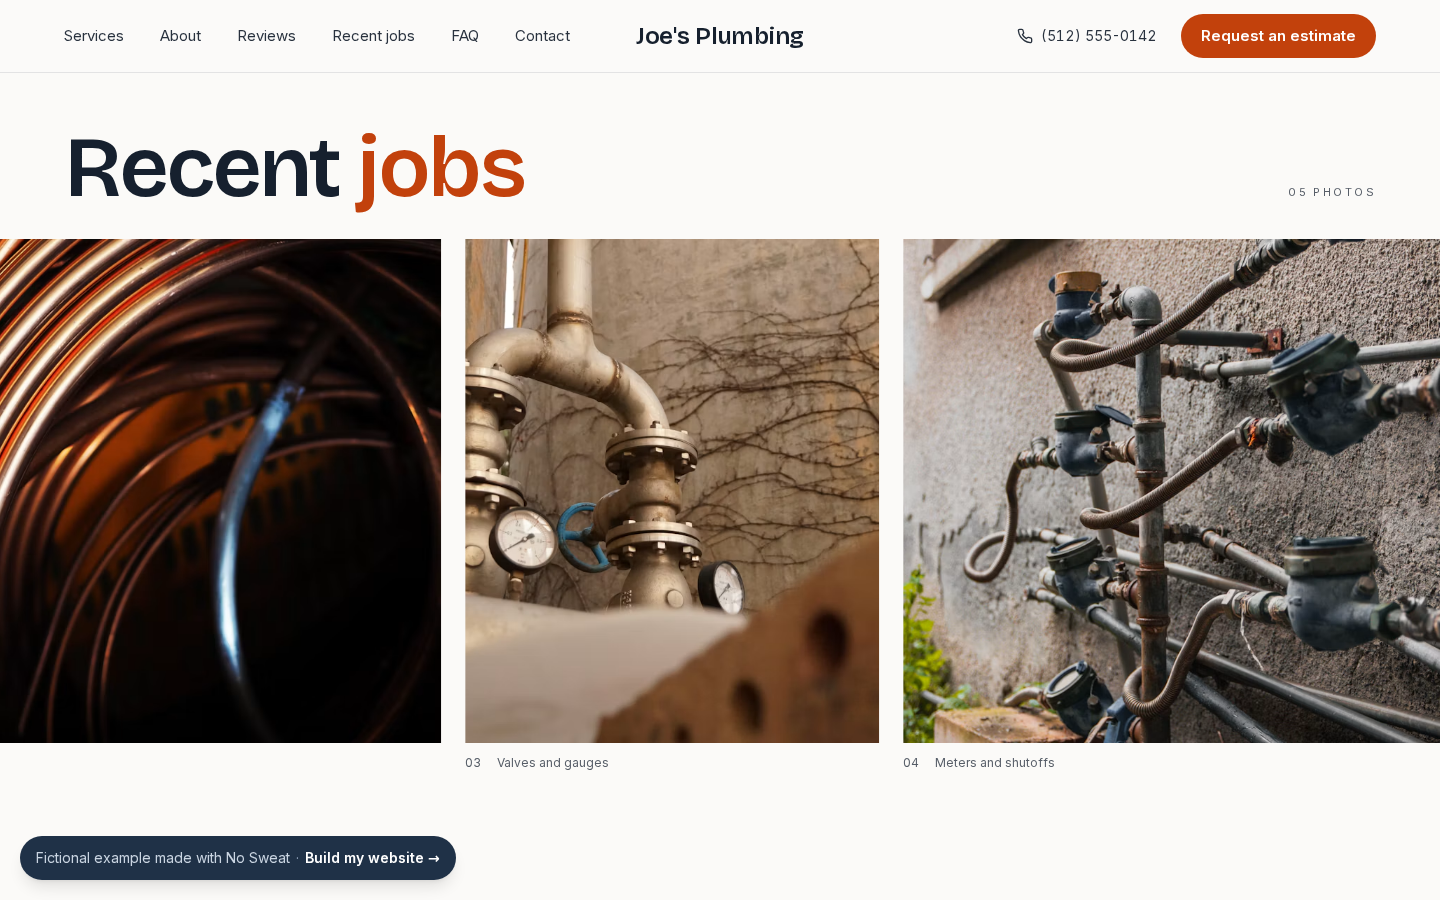 Services
About
Reviews
Recent jobs
FAQ
Contact
Joe's Plumbing
(512) 555-0142
Request an estimate
Recent jobs
05 PHOTOS
03 Valves and gauges
04 Meters and shutoffs
Fictional example made with No Sweat · Build my website →